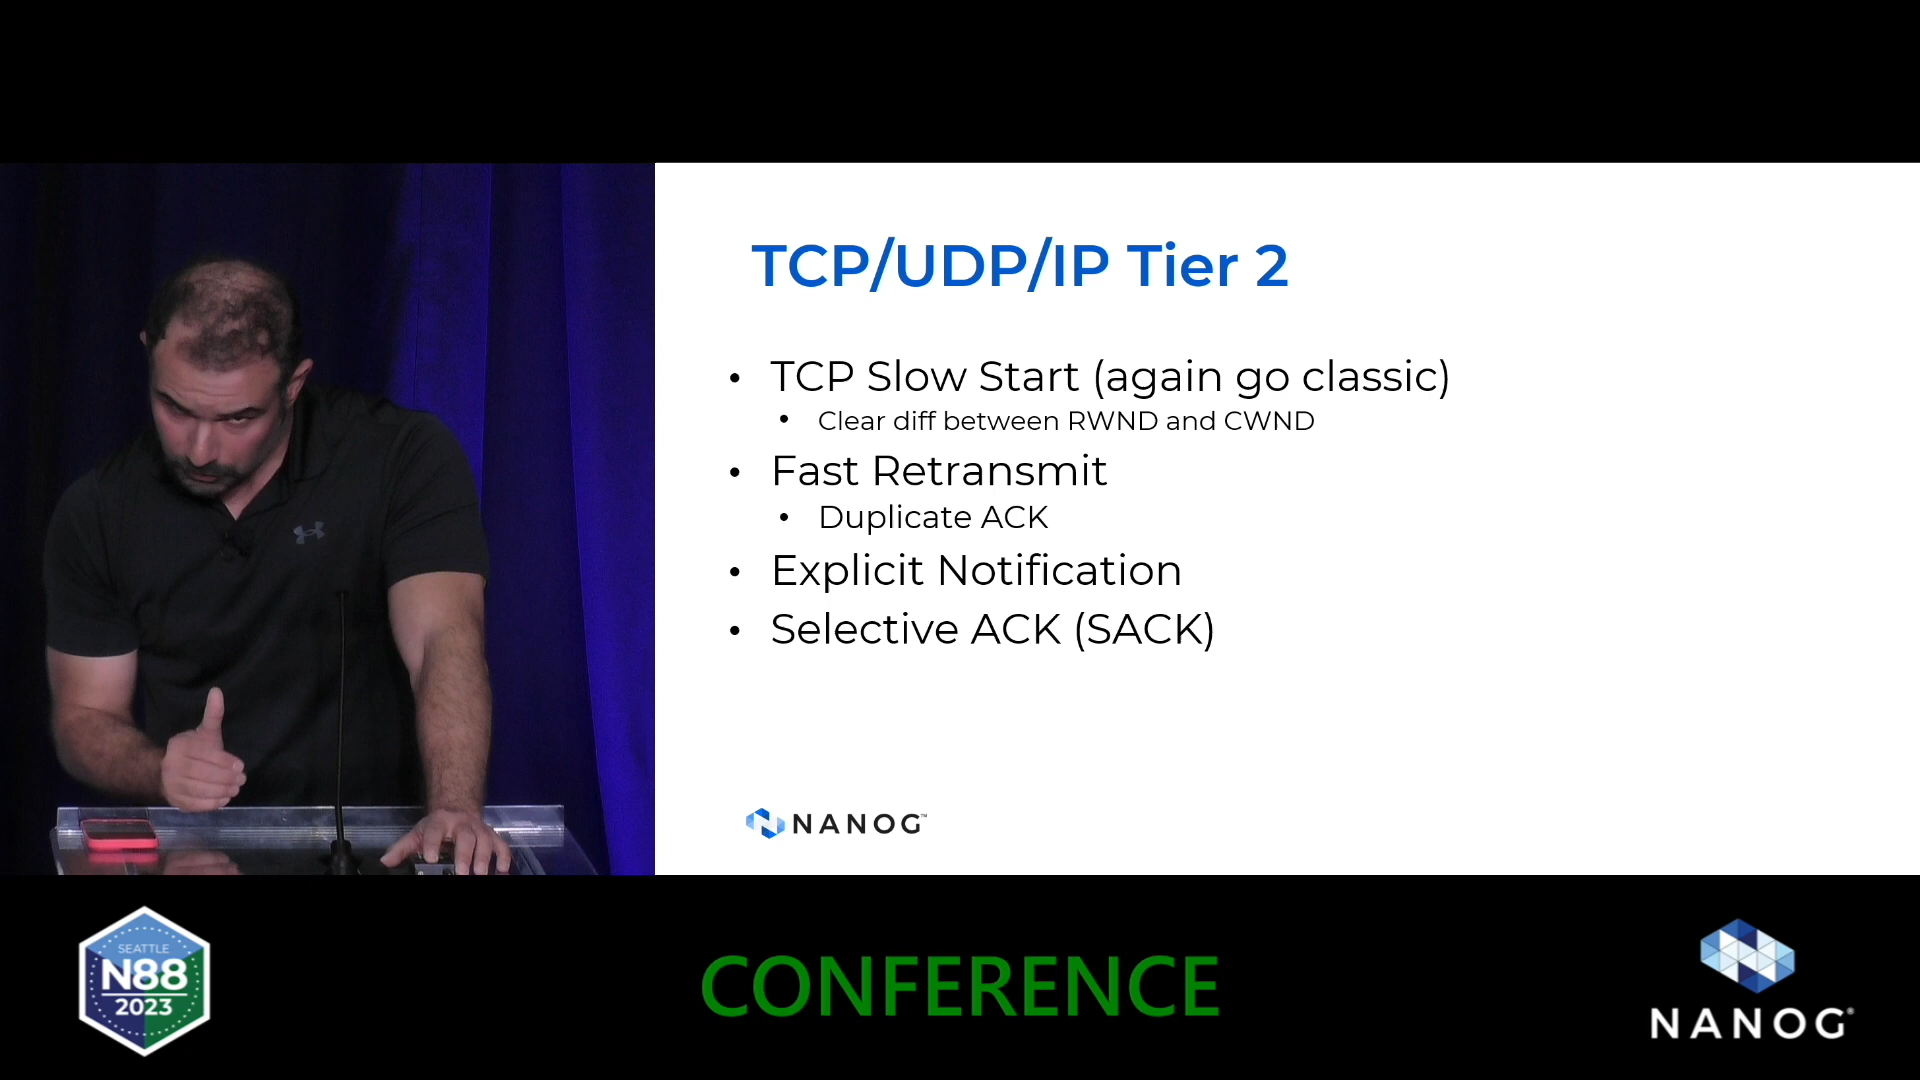 TCP/UDP/IP Tier 2
• TCP Slow Start (again go classic)
• Clear diff between RWND and CWND
• Fast Retransmit
• Duplicate ACK
• Explicit Notification
• Selective ACK (SACK)
NANOG™
SEATTLE
N88
2023
CONFERENCE
NANOG®